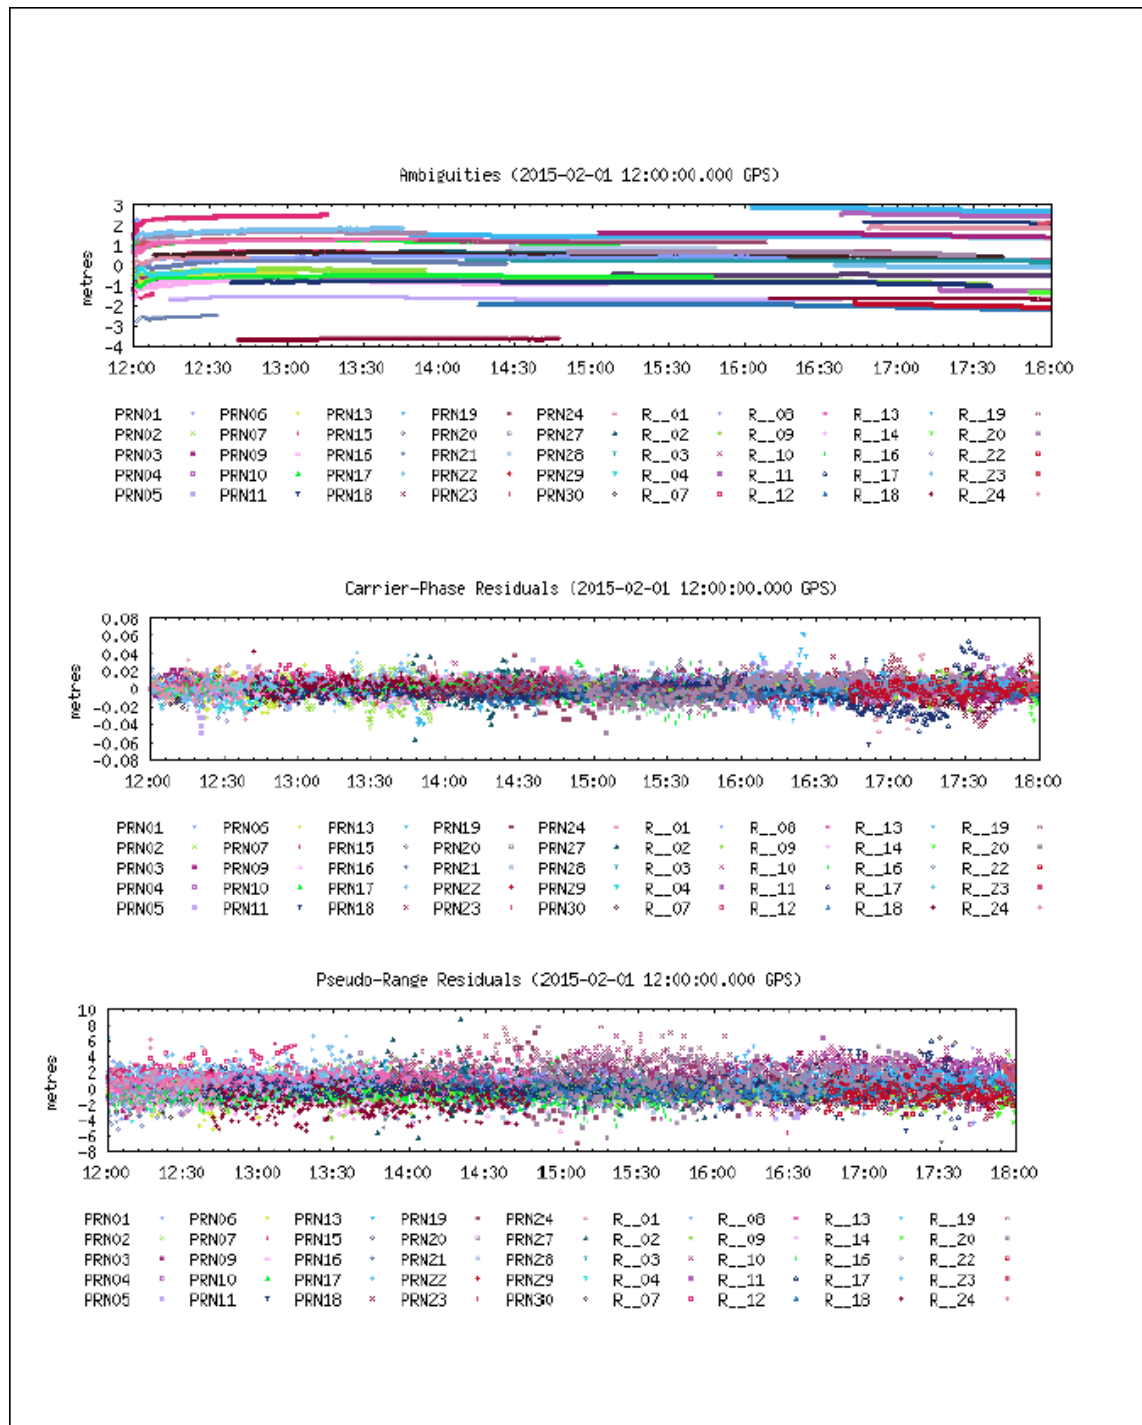 Ambiguities (2015-02-01 12:00:00.000 GPS)
3
2
1
0
-1
-2
-3
-4
metres
12:00 12:30 13:00 13:30 14:00 14:30 15:00 15:30 16:00 16:30 17:00 17:30 18:00
PRN01 PRN06 PRN13 PRN19 PRN24 R__01 R__08 R__13 R__19
PRN02 PRN07 PRN15 PRN20 PRN27 R__02 R__09 R__14 R__20
PRN03 PRN09 PRN16 PRN21 PRN28 R__03 R__10 R__16 R__22
PRN04 PRN10 PRN17 PRN22 PRN29 R__04 R__11 R__17 R__23
PRN05 PRN11 PRN18 PRN23 PRN30 R__07 R__12 R__18 R__24
Carrier-Phase Residuals (2015-02-01 12:00:00.000 GPS)
0.08
0.06
0.04
0.02
0
-0.02
-0.04
-0.06
-0.08
metres
12:00 12:30 13:00 13:30 14:00 14:30 15:00 15:30 16:00 16:30 17:00 17:30 18:00
PRN01 PRN06 PRN13 PRN19 PRN24 R__01 R__08 R__13 R__19
PRN02 PRN07 PRN15 PRN20 PRN27 R__02 R__09 R__14 R__20
PRN03 PRN09 PRN16 PRN21 PRN28 R__03 R__10 R__16 R__22
PRN04 PRN10 PRN17 PRN22 PRN29 R__04 R__11 R__17 R__23
PRN05 PRN11 PRN18 PRN23 PRN30 R__07 R__12 R__18 R__24
Pseudo-Range Residuals (2015-02-01 12:00:00.000 GPS)
10
8
6
4
2
0
-2
-4
-6
-8
metres
12:00 12:30 13:00 13:30 14:00 14:30 15:00 15:30 16:00 16:30 17:00 17:30 18:00
PRN01 PRN06 PRN13 PRN19 PRN24 R__01 R__08 R__13 R__19
PRN02 PRN07 PRN15 PRN20 PRN27 R__02 R__09 R__14 R__20
PRN03 PRN09 PRN16 PRN21 PRN28 R__03 R__10 R__16 R__22
PRN04 PRN10 PRN17 PRN22 PRN29 R__04 R__11 R__17 R__23
PRN05 PRN11 PRN18 PRN23 PRN30 R__07 R__12 R__18 R__24